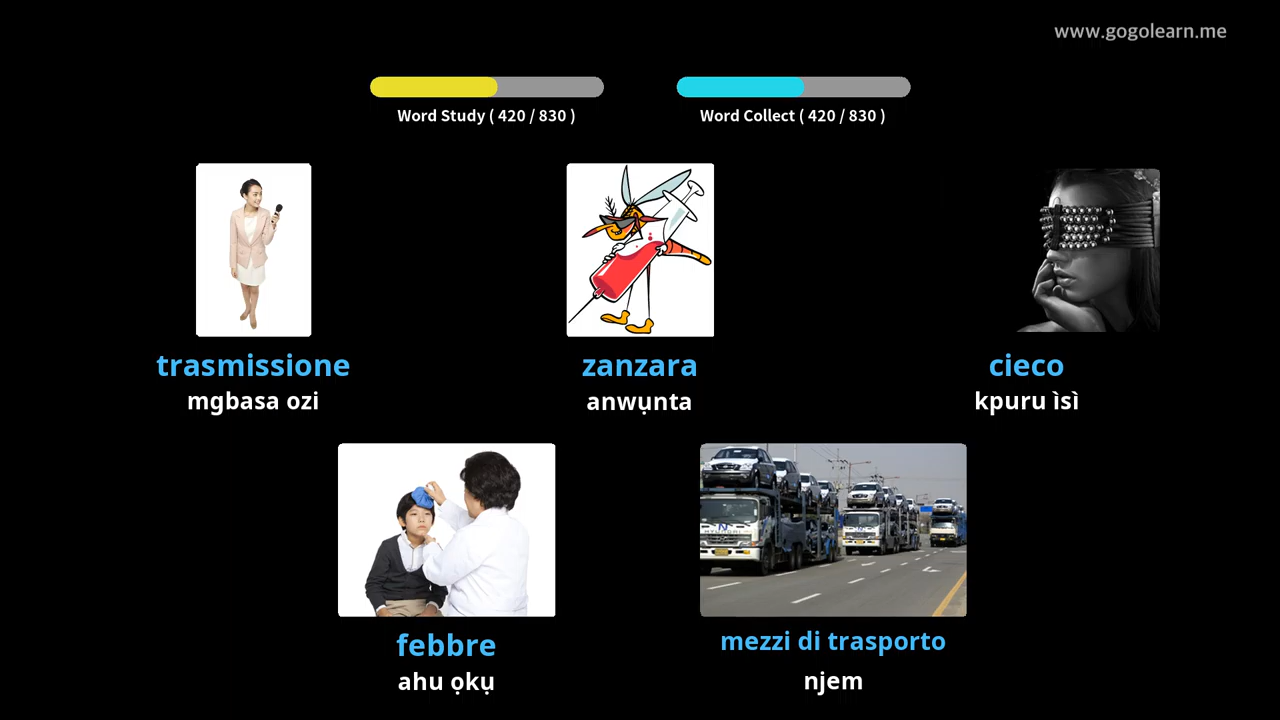 www.gogolearn.me
Word Study ( 420 / 830 )
Word Collect ( 420 / 830 )
trasmissione
mgbasa ozi
zanzara
anwụnta
cieco
kpuru ìsì
febbre
ahu ọkụ
mezzi di trasporto
njem